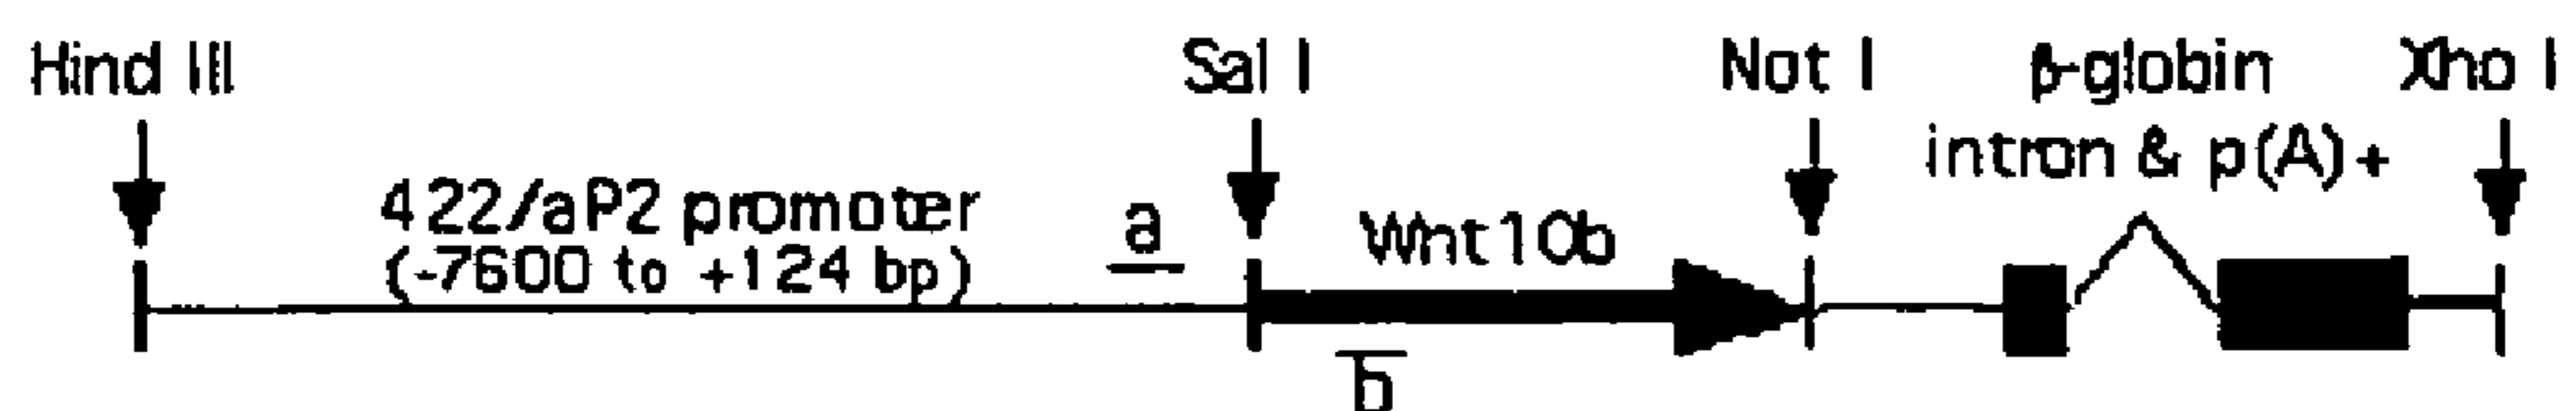 Hind III
Sal I
Not I
β-globin
intron & p(A)+
Xho I
422/aP2 promoter
(-7600 to +124 bp)
a
Wnt10b
b